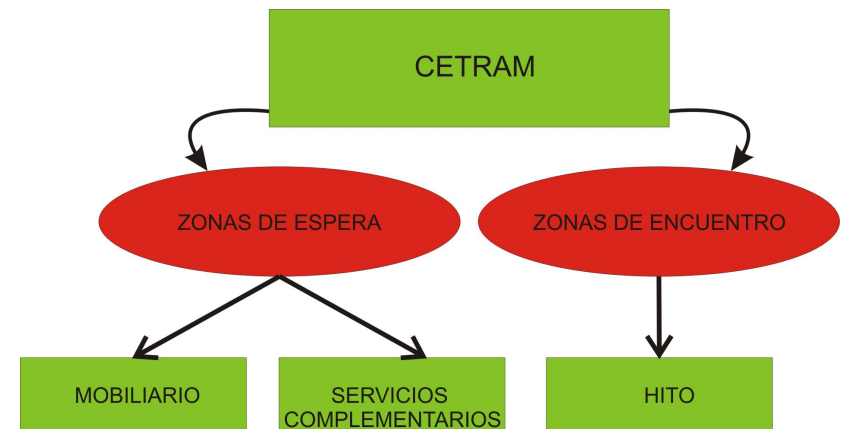 CETRAM
ZONAS DE ESPERA
ZONAS DE ENCUENTRO
MOBILIARIO
SERVICIOS
COMPLEMENTARIOS
HITO